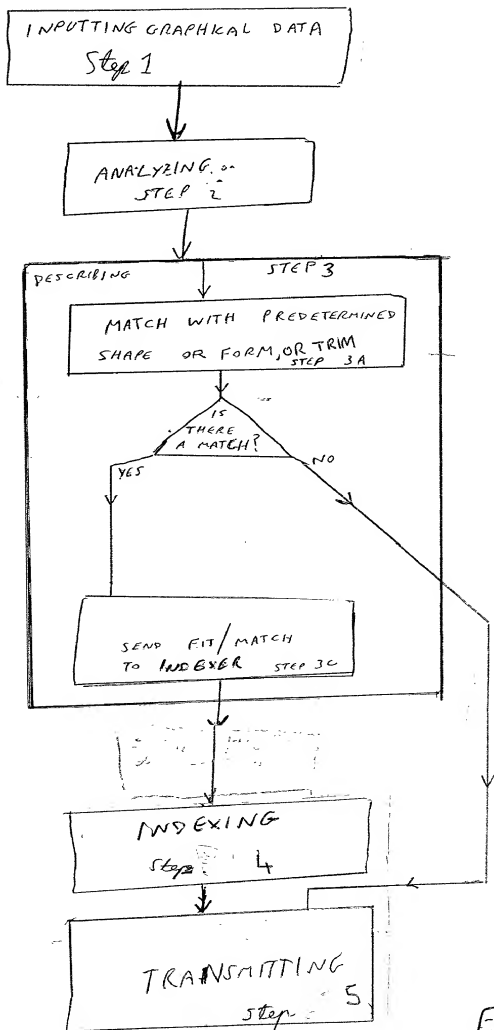 INPUTTING GRAPHICAL DATA
Step 1
ANALYZING
STEP 2
DESCRIBING STEP 3
MATCH WITH PREDETERMINED
SHAPE OR FORM, OR TRIM
STEP 3A
IS
THERE
A MATCH?
YES
NO
SEND FIT/MATCH
TO INDEXER STEP 3C
INDEXING
Step 4
TRANSMITTING
step 5